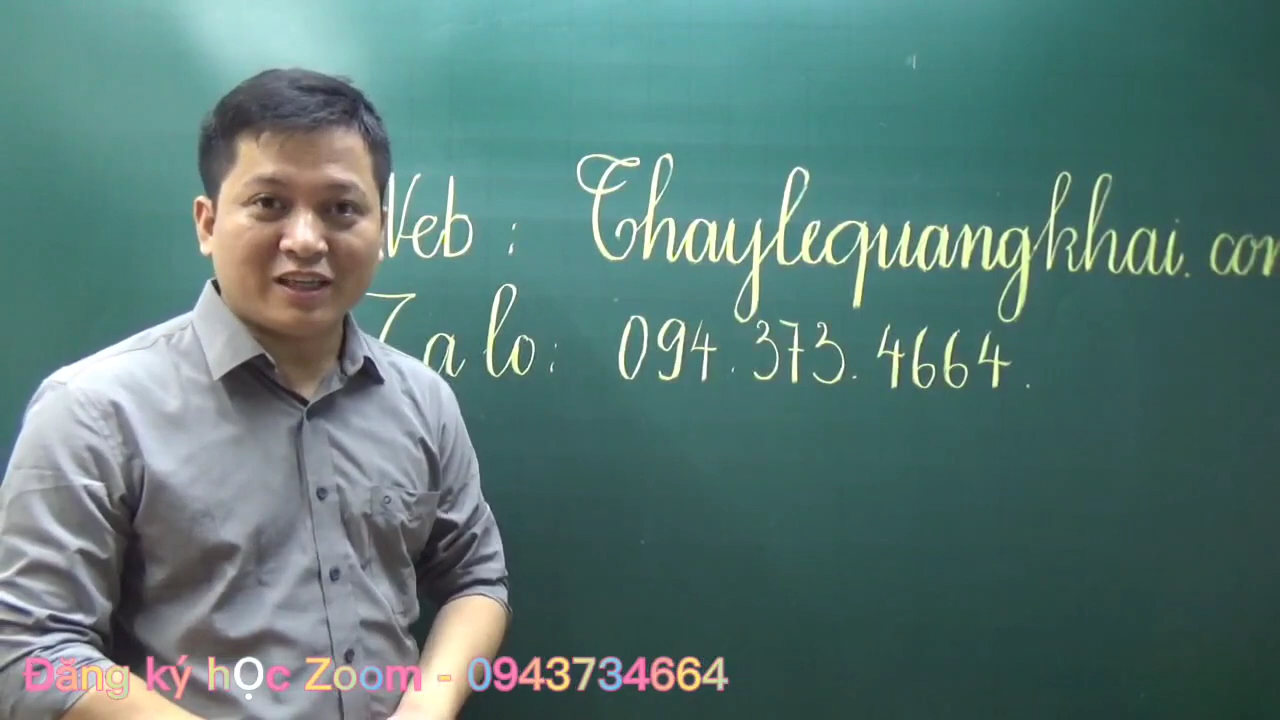 Web : Thaylequangkhai.com
Zalo: 094.373.4664.
Đăng ký hỌc Zoom - 0943734664